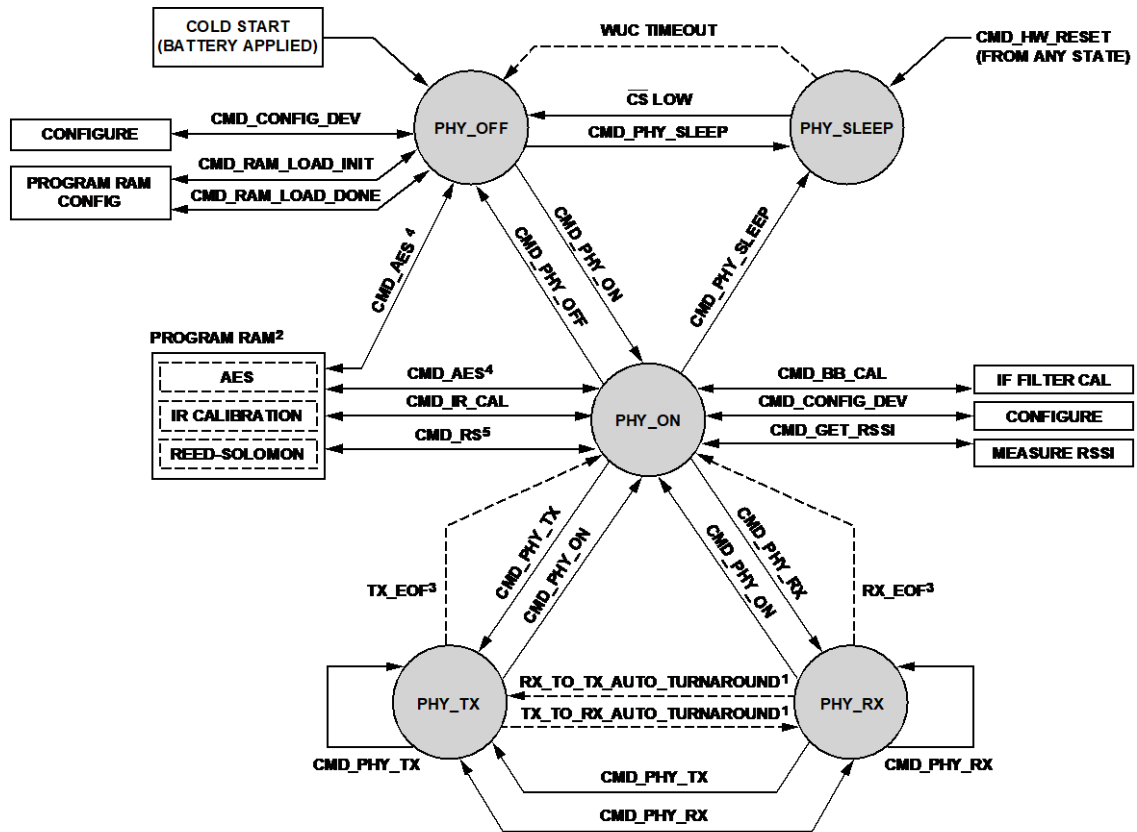 COLD START
(BATTERY APPLIED)
WUC TIMEOUT
CMD_HW_RESET
(FROM ANY STATE)
CS LOW
PHY_OFF
PHY_SLEEP
CONFIGURE
CMD_CONFIG_DEV
CMD_PHY_SLEEP
CMD_RAM_LOAD_INIT
PROGRAM RAM
CONFIG
CMD_RAM_LOAD_DONE
CMD_AES 4
CMD_PHY_OFF
CMD_PHY_ON
CMD_PHY_SLEEP
PROGRAM RAM2
AES
IR CALIBRATION
REED-SOLOMON
CMD_AES4
CMD_IR_CAL
CMD_RS5
PHY_ON
CMD_BB_CAL
CMD_CONFIG_DEV
CMD_GET_RSSI
IF FILTER CAL
CONFIGURE
MEASURE RSSI
TX_EOF3
CMD_PHY_TX
CMD_PHY_ON
CMD_PHY_ON
CMD_PHY_RX
RX_EOF3
PHY_TX
RX_TO_TX_AUTO_TURNAROUND1
TX_TO_RX_AUTO_TURNAROUND1
PHY_RX
CMD_PHY_TX
CMD_PHY_TX
CMD_PHY_RX
CMD_PHY_RX